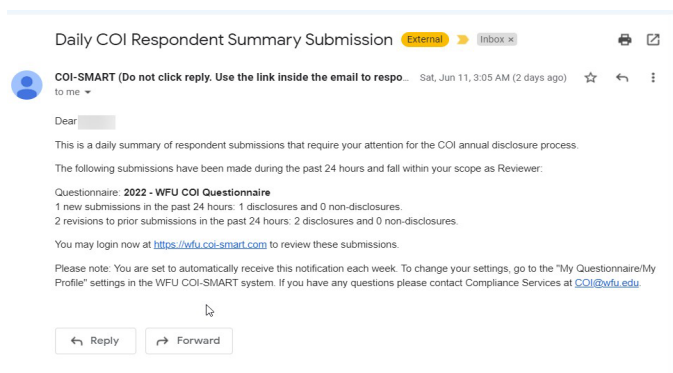 Daily COI Respondent Summary Submission External Inbox ×
COI-SMART (Do not click reply. Use the link inside the email to respo... Sat, Jun 11, 3:05 AM (2 days ago)
to me
Dear
This is a daily summary of respondent submissions that require your attention for the COI annual disclosure process.
The following submissions have been made during the past 24 hours and fall within your scope as Reviewer:
Questionnaire: 2022 - WFU COI Questionnaire
1 new submissions in the past 24 hours: 1 disclosures and 0 non-disclosures.
2 revisions to prior submissions in the past 24 hours: 2 disclosures and 0 non-disclosures.
You may login now at https://wfu.coi-smart.com to review these submissions.
Please note: You are set to automatically receive this notification each week. To change your settings, go to the "My Questionnaire/My
Profile" settings in the WFU COI-SMART system. If you have any questions please contact Compliance Services at COI@wfu.edu.
Reply Forward